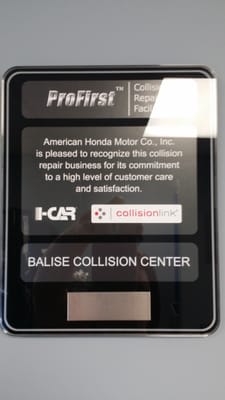 ProFirst™
Collision
Repair
Facility
American Honda Motor Co., Inc.
is pleased to recognize this collision
repair business for its commitment
to a high level of customer care
and satisfaction.
I-CAR
collisionlink®
BALISE COLLISION CENTER